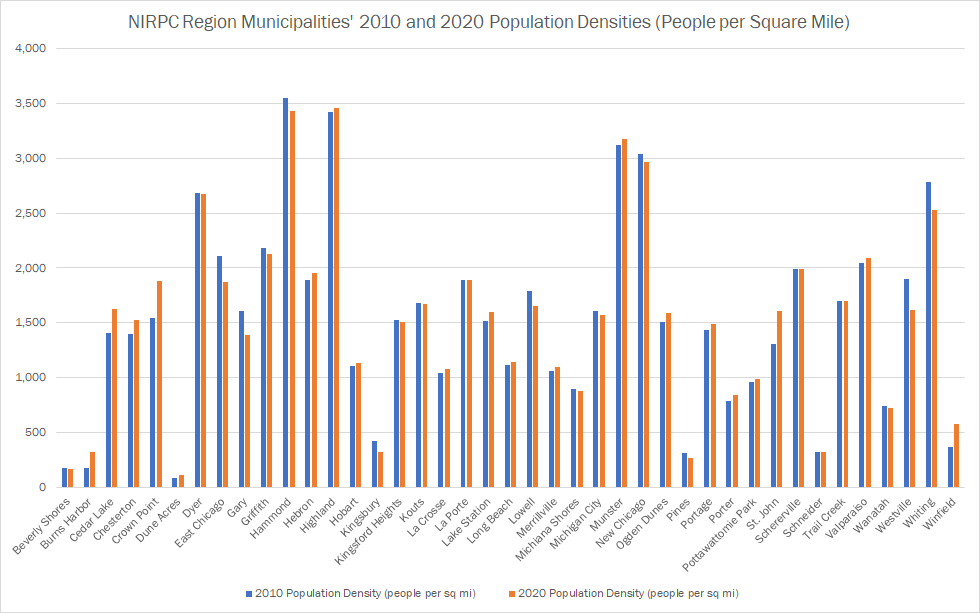 NIRPC Region Municipalities' 2010 and 2020 Population Densities (People per Square Mile)
4,000
3,500
3,000
2,500
2,000
1,500
1,000
500
0
Beverly Shores
Burns Harbor
Cedar Lake
Chesterton
Crown Point
Dune Acres
Dyer
East Chicago
Gary
Griffith
Hammond
Hebron
Highland
Hobart
Kingsbury
Kingsford Heights
Kouts
La Crosse
La Porte
Lake Station
Long Beach
Lowell
Merrillville
Michiana Shores
Michigan City
Munster
New Chicago
Ogden Dunes
Pines
Portage
Porter
Pottawattomie Park
St. John
Schererville
Schneider
Trail Creek
Valparaiso
Wanatah
Westville
Whiting
Winfield
2010 Population Density (people per sq mi)
2020 Population Density (people per sq mi)